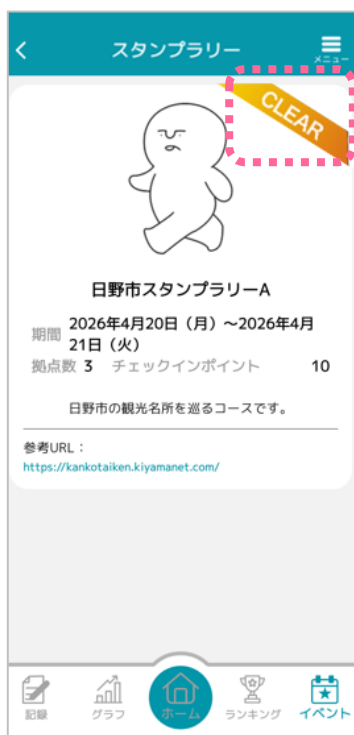 スタンプラリー
メニュー
CLEAR
日野市スタンプラリーA
期間 2026年4月20日（月）～2026年4月
21日（火）
拠点数 3 チェックインポイント 10
日野市の観光名所を巡るコースです。
参考URL：
https://kankotaiken.kiyamanet.com/
記録 グラフ ホーム ランキング イベント